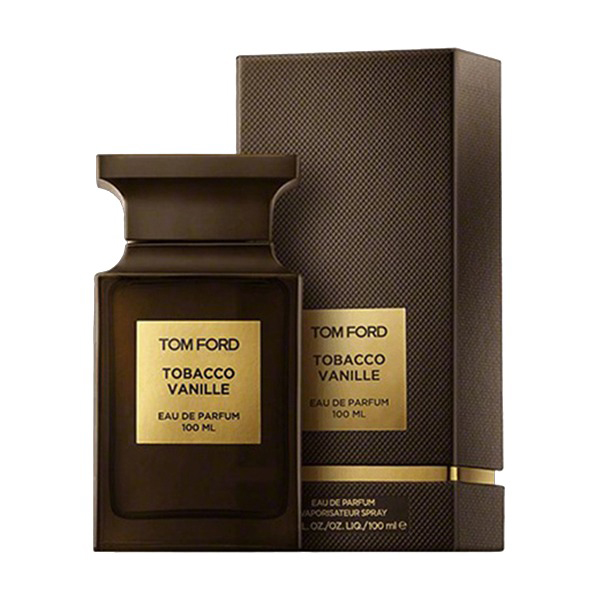 TOM FORD
TOBACCO
VANILLE
EAU DE PARFUM
100 ML
TOM FORD
TOBACCO
VANILLE
EAU DE PARFUM
100 ML
EAU DE PARFUM
VAPORISATEUR SPRAY
L. OZ./OZ. LIQ./100 ml e